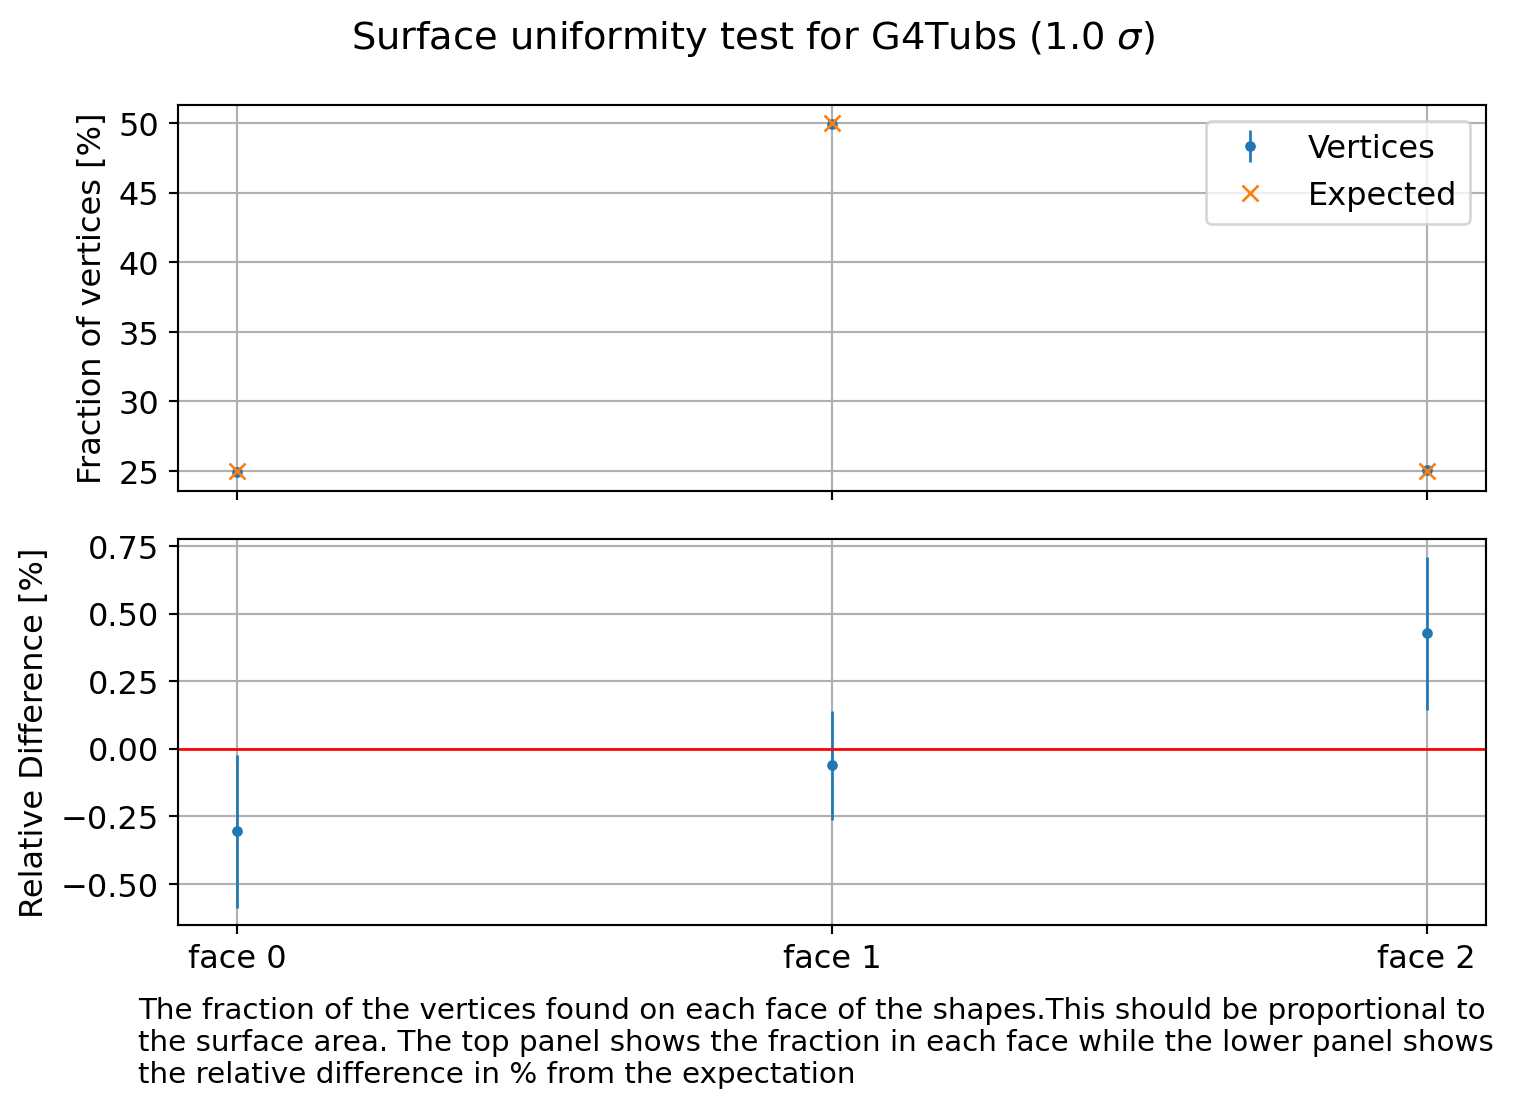 Surface uniformity test for G4Tubs (1.0 σ)
Fraction of vertices [%]
50
45
40
35
30
25
Vertices
Expected
Relative Difference [%]
0.75
0.50
0.25
0.00
−0.25
−0.50
face 0
face 1
face 2
The fraction of the vertices found on each face of the shapes.This should be proportional to
the surface area. The top panel shows the fraction in each face while the lower panel shows
the relative difference in % from the expectation